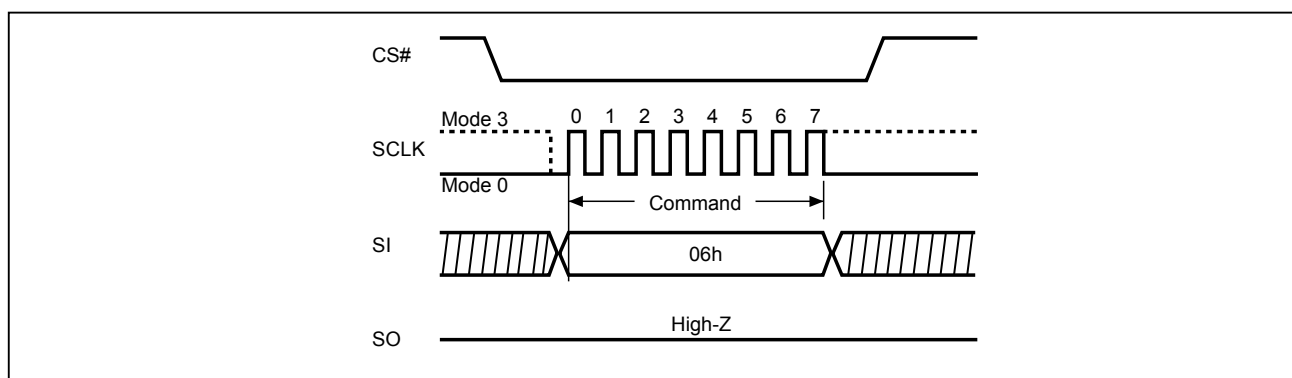 CS#
Mode 3
0 1 2 3 4 5 6 7
SCLK
Mode 0
Command
SI
06h
High-Z
SO